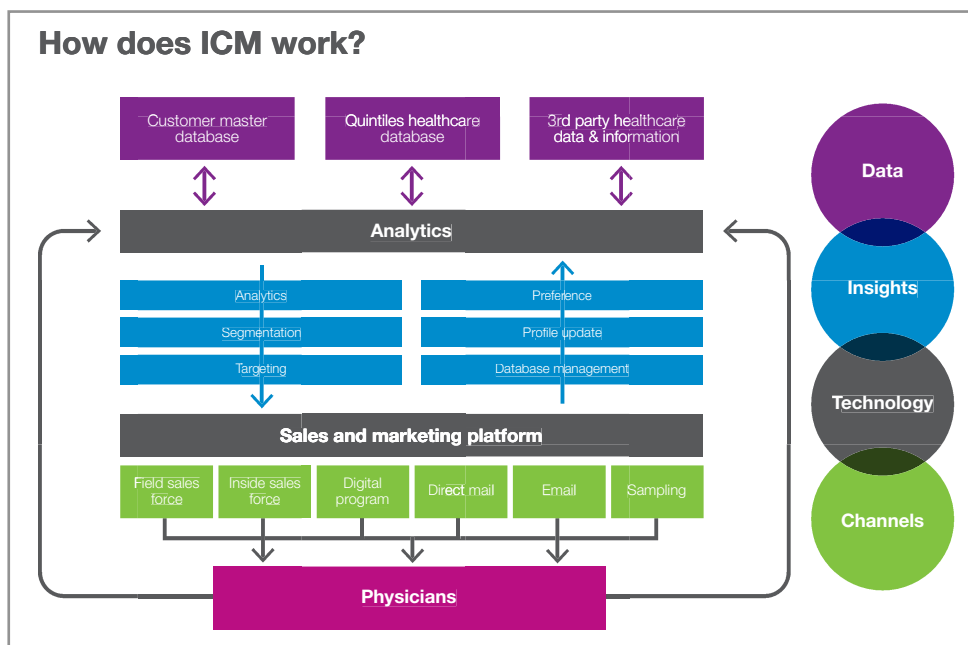 How does ICM work?
Customer master
database
Quintiles healthcare
database
3rd party healthcare
data & information
Analytics
Analytics
Segmentation
Targeting
Preference
Profile update
Database management
Sales and marketing platform
Field sales
force
Inside sales
force
Digital
program
Direct mail
Email
Sampling
Physicians
Data
Insights
Technology
Channels